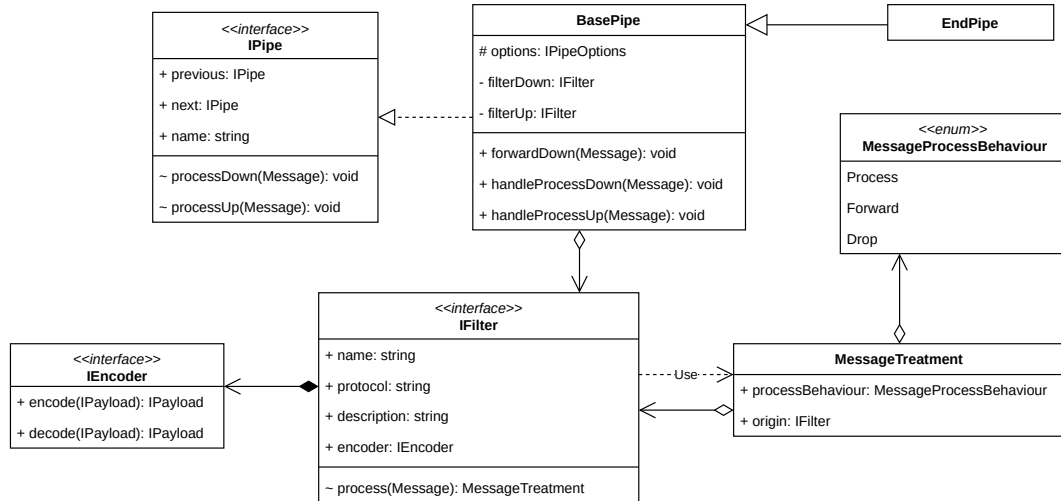 <<interface>>
IPipe
+ previous: IPipe
+ next: IPipe
+ name: string
~ processDown(Message): void
~ processUp(Message): void
BasePipe
# options: IPipeOptions
- filterDown: IFilter
- filterUp: IFilter
+ forwardDown(Message): void
+ handleProcessDown(Message): void
+ handleProcessUp(Message): void
EndPipe
<<enum>>
MessageProcessBehaviour
Process
Forward
Drop
<<interface>>
IEncoder
+ encode(IPayload): IPayload
+ decode(IPayload): IPayload
<<interface>>
IFilter
+ name: string
+ protocol: string
+ description: string
+ encoder: IEncoder
~ process(Message): MessageTreatment
Use
MessageTreatment
+ processBehaviour: MessageProcessBehaviour
+ origin: IFilter